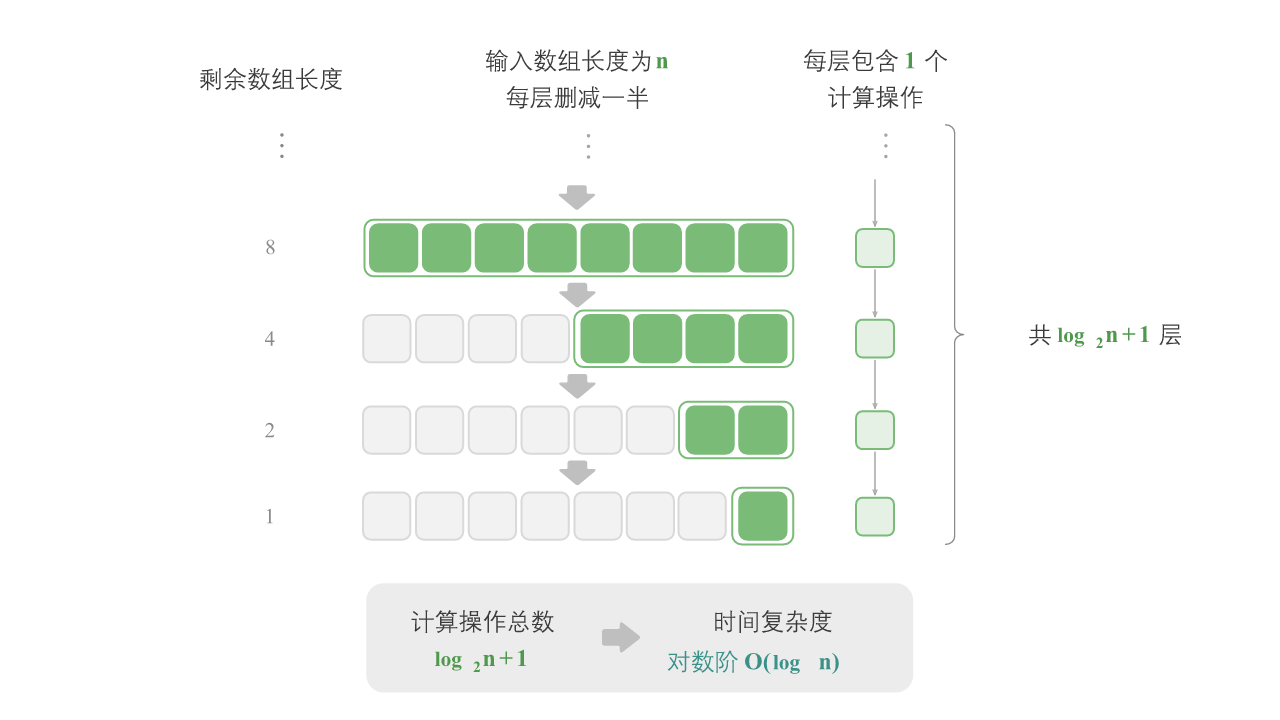 剩余数组长度
输入数组长度为 n
每层删减一半
每层包含 1 个
计算操作
8
4
2
1
共 log ₂n+1 层
计算操作总数
log ₂n+1
时间复杂度
对数阶 O(log n)